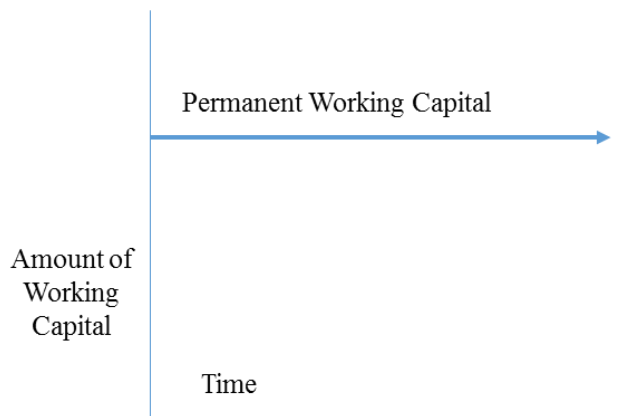 Permanent Working Capital
Amount of
Working
Capital
Time